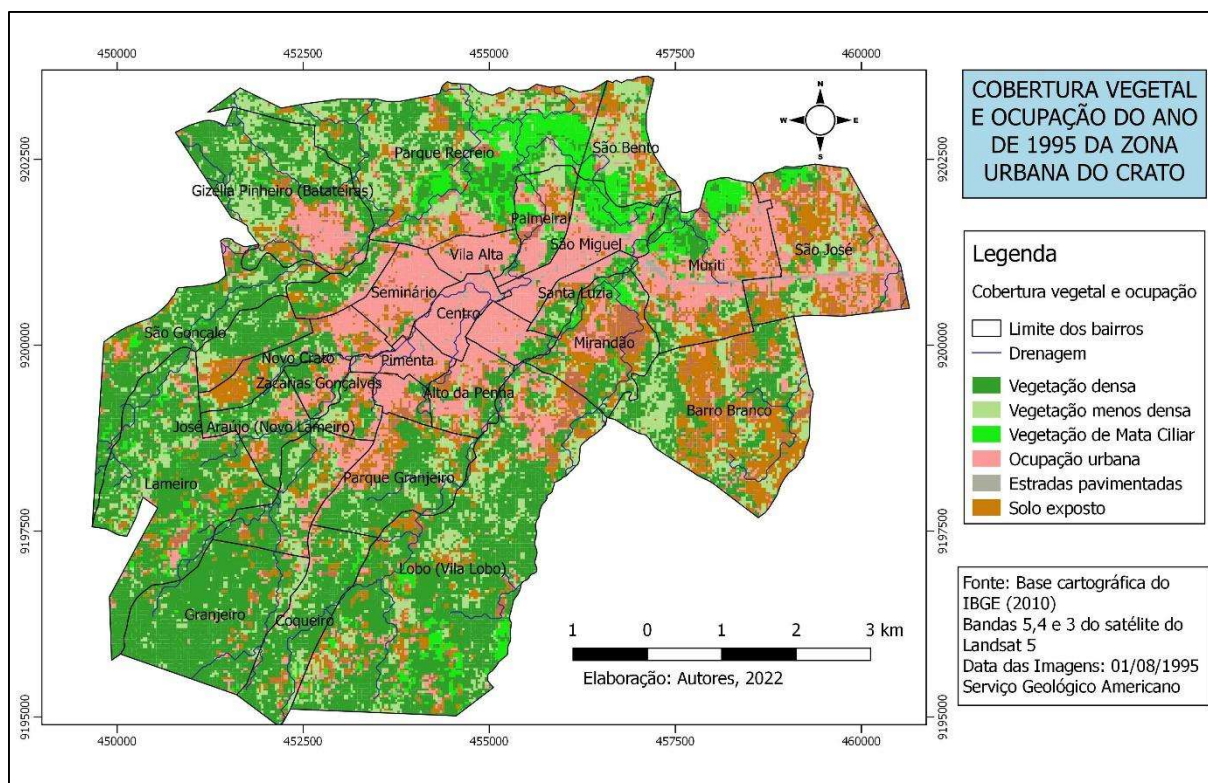 COBERTURA VEGETAL
E OCUPAÇÃO DO ANO
DE 1995 DA ZONA
URBANA DO CRATO
450000
452500
455000
457500
460000
9202500
9200000
9197500
9195000
9202500
9200000
9197500
9195000
450000
452500
455000
457500
460000
N
W
E
S
Parque Recreio
São Bento
Gizélia Pinheiro (Batateiras)
Palmeiral
São Miguel
Vila Alta
Muriti
São José
Seminário
Santa Luzia
Centro
São Gonçalo
Mirandão
Novo Crato
Pimenta
Zacarias Gonçalves
Alto da Penha
Barro Branco
José Araújo (Novo Lameiro)
Lameiro
Parque Granjeiro
Lobo (Vila Lobo)
Granjeiro
Coqueiro
1
0
1
2
3 km
Elaboração: Autores, 2022
Legenda
Cobertura vegetal e ocupação
Limite dos bairros
Drenagem
Vegetação densa
Vegetação menos densa
Vegetação de Mata Ciliar
Ocupação urbana
Estradas pavimentadas
Solo exposto
Fonte: Base cartográfica do
IBGE (2010)
Bandas 5,4 e 3 do satélite do
Landsat 5
Data das Imagens: 01/08/1995
Serviço Geológico Americano